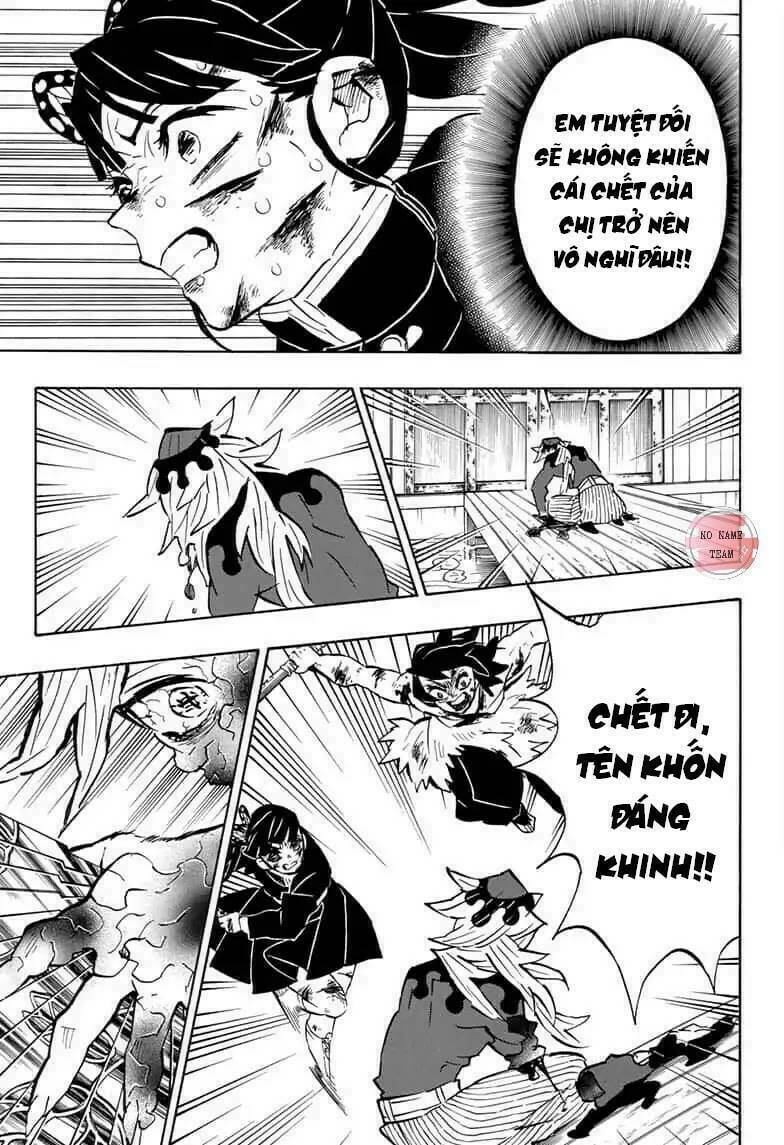 EM TUYỆT ĐỐI
SẼ KHÔNG KHIẾN
CÁI CHẾT CỦA
CHỊ TRỞ NÊN
VÔ NGHĨA ĐÂU!!
NO NAME
TEAM
CHẾT ĐI,
TÊN KHỐN
ĐÁNG
KHINH!!